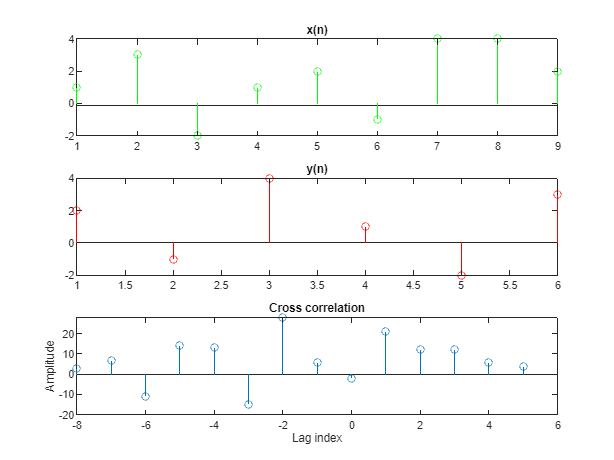 x(n)
4
2
0
-2
1 2 3 4 5 6 7 8 9
y(n)
4
2
0
-2
1 1.5 2 2.5 3 3.5 4 4.5 5 5.5 6
Cross correlation
Amplitude
20
10
0
-10
-20
-8 -6 -4 -2 0 2 4 6
Lag index